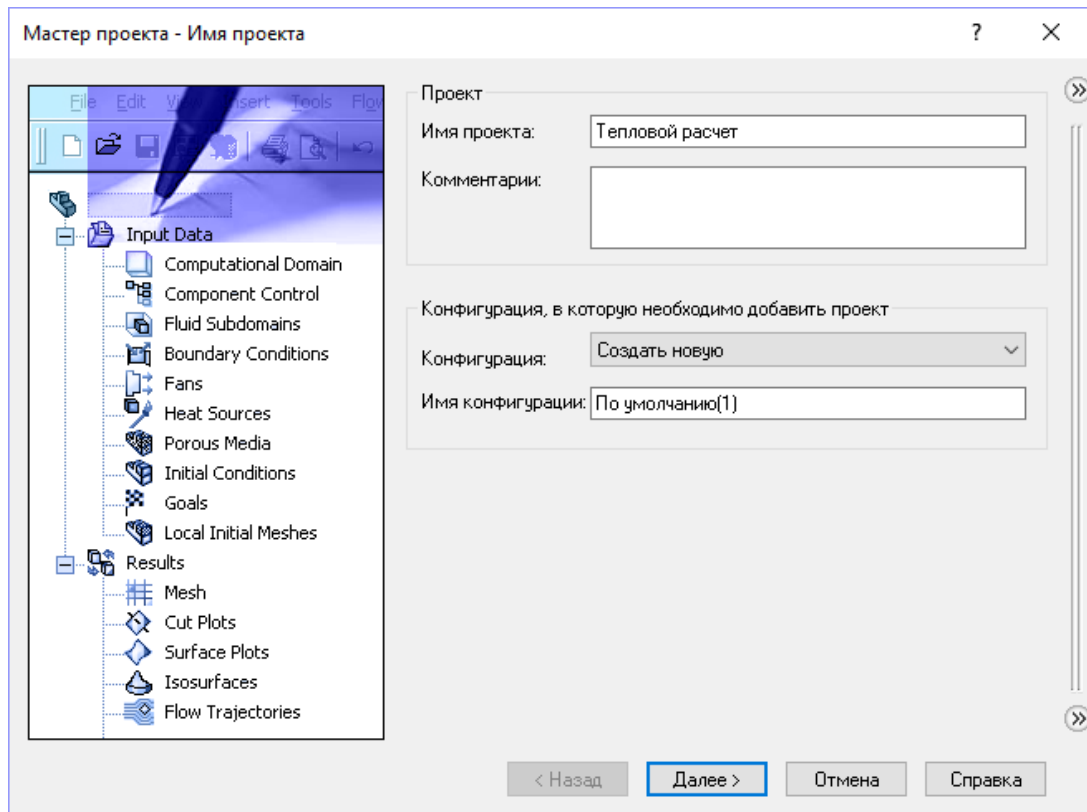 Мастер проекта - Имя проекта
?
File Edit View Insert Tools Flow
Input Data
Computational Domain
Component Control
Fluid Subdomains
Boundary Conditions
Fans
Heat Sources
Porous Media
Initial Conditions
Goals
Local Initial Meshes
Results
Mesh
Cut Plots
Surface Plots
Isosurfaces
Flow Trajectories
Проект
Имя проекта: Тепловой расчет
Комментарии:
Конфигурация, в которую необходимо добавить проект
Конфигурация: Создать новую
Имя конфигурации: По умолчанию(1)
< Назад Далее > Отмена Справка